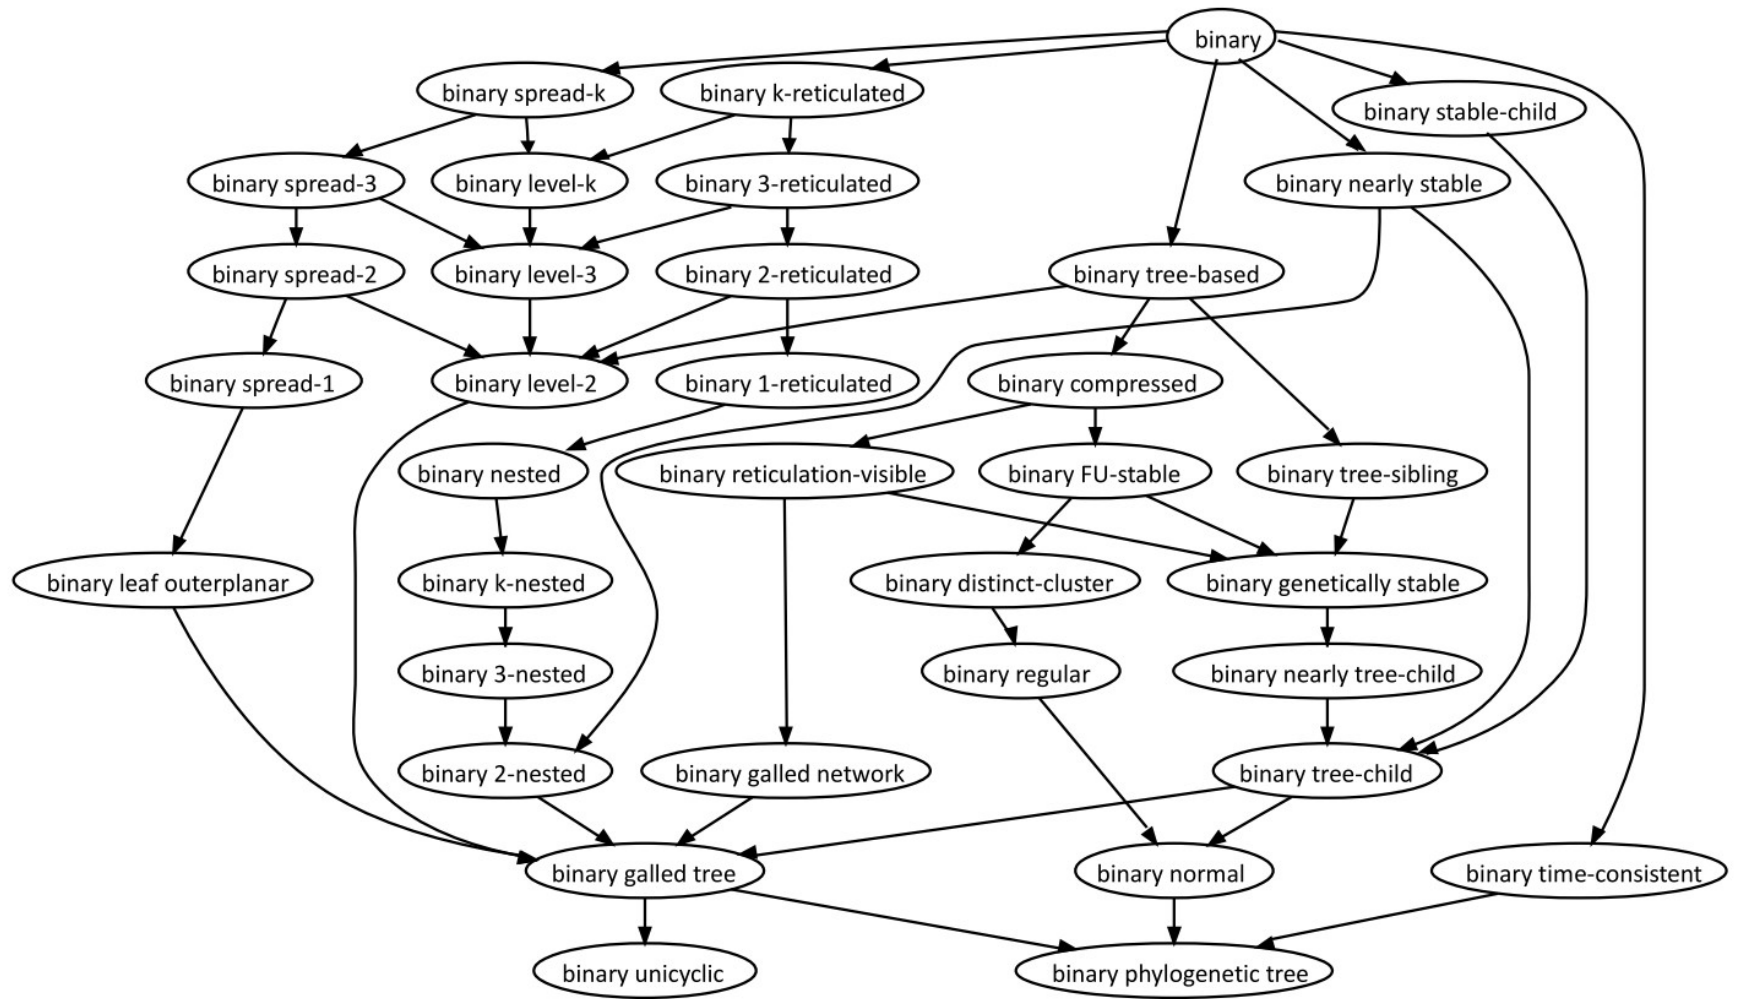 binary
binary spread-k
binary k-reticulated
binary stable-child
binary spread-3
binary level-k
binary 3-reticulated
binary nearly stable
binary spread-2
binary level-3
binary 2-reticulated
binary tree-based
binary spread-1
binary level-2
binary 1-reticulated
binary compressed
binary nested
binary reticulation-visible
binary FU-stable
binary tree-sibling
binary leaf outerplanar
binary k-nested
binary distinct-cluster
binary genetically stable
binary 3-nested
binary regular
binary nearly tree-child
binary 2-nested
binary galled network
binary tree-child
binary galled tree
binary normal
binary time-consistent
binary unicyclic
binary phylogenetic tree